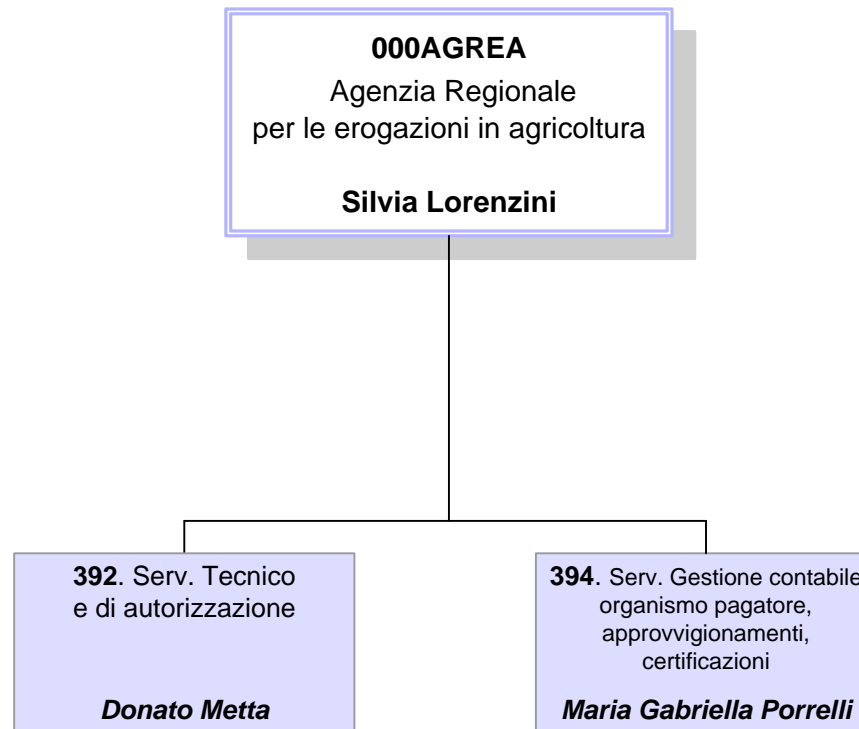 000AGREA
Agenzia Regionale
per le erogazioni in agricoltura
Silvia Lorenzini
392. Serv. Tecnico
e di autorizzazione
Donato Metta
394. Serv. Gestione contabile
organismo pagatore,
approvvigionamenti,
certificazioni
Maria Gabriella Porrelli